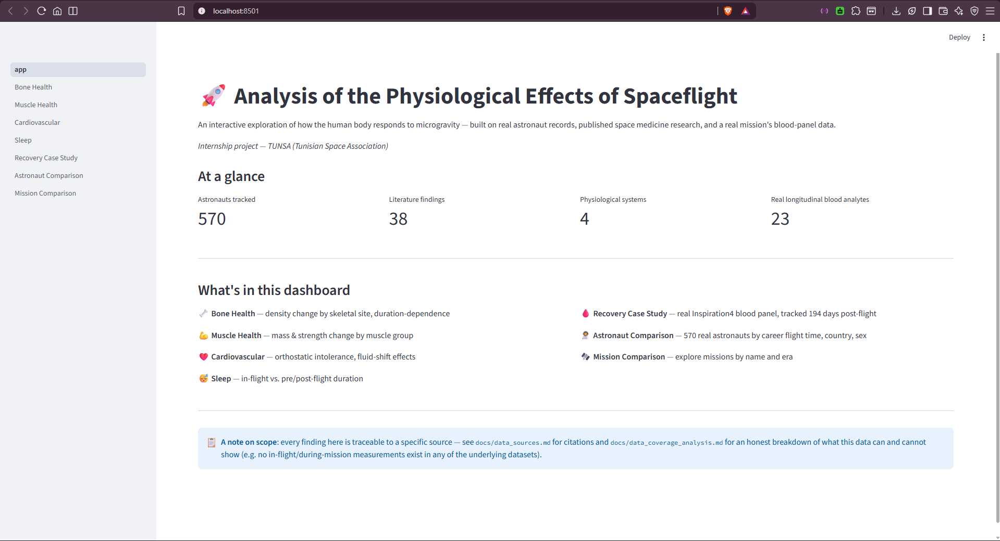 localhost:8501
Deploy
app
Bone Health
Muscle Health
Cardiovascular
Sleep
Recovery Case Study
Astronaut Comparison
Mission Comparison
🚀 Analysis of the Physiological Effects of Spaceflight
An interactive exploration of how the human body responds to microgravity — built on real astronaut records, published space medicine research, and a real mission's blood-panel data.
Internship project — TUNSA (Tunisian Space Association)
At a glance
Astronauts tracked
570
Literature findings
38
Physiological systems
4
Real longitudinal blood analytes
23
What's in this dashboard
🦴 Bone Health — density change by skeletal site, duration-dependence
💪 Muscle Health — mass & strength change by muscle group
❤️ Cardiovascular — orthostatic intolerance, fluid-shift effects
😴 Sleep — in-flight vs. pre/post-flight duration
🩸 Recovery Case Study — real Inspiration4 blood panel, tracked 194 days post-flight
🧑‍🚀 Astronaut Comparison — 570 real astronauts by career flight time, country, sex
🛰️ Mission Comparison — explore missions by name and era
📋 A note on scope: every finding here is traceable to a specific source — see docs/data_sources.md for citations and docs/data_coverage_analysis.md for an honest breakdown of what this data can and cannot
show (e.g. no in-flight/during-mission measurements exist in any of the underlying datasets).